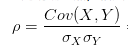 ρ = Cov(X, Y) / σ_X σ_Y =